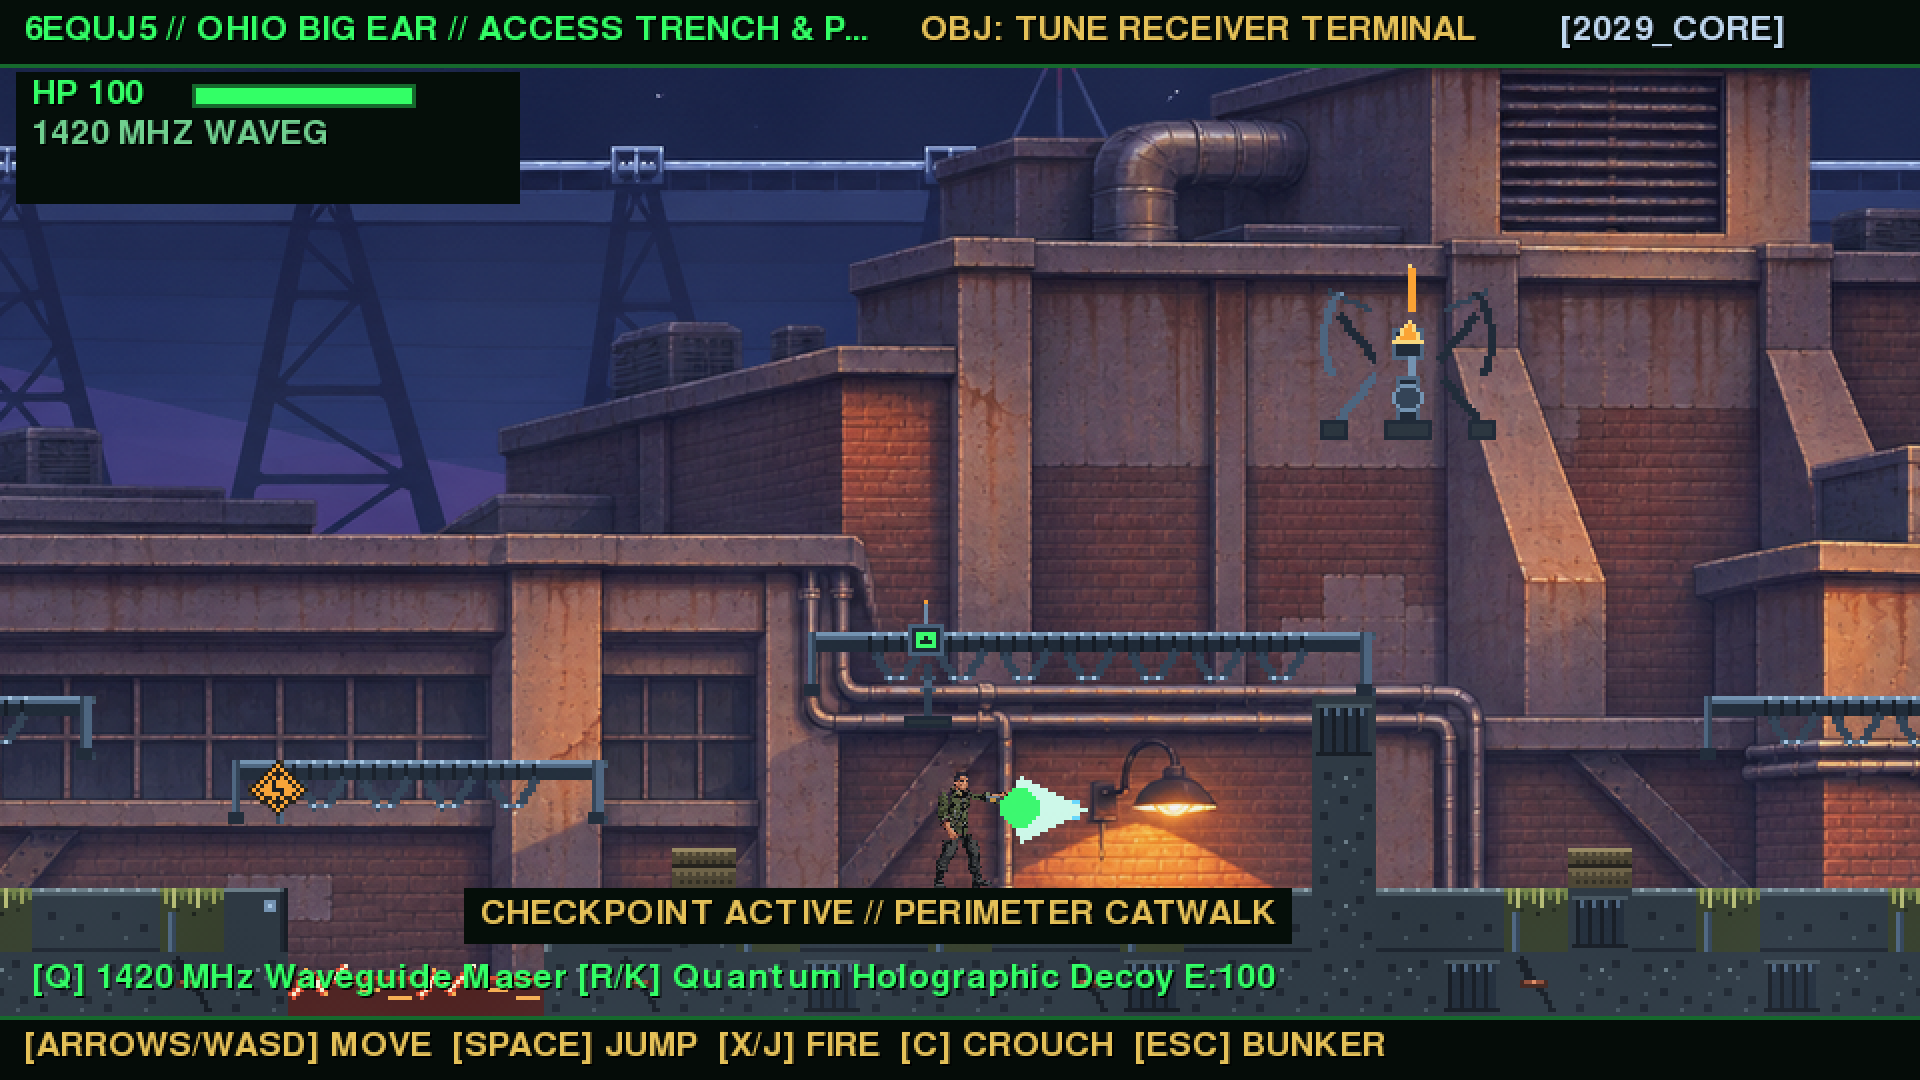 6EQUJ5 // OHIO BIG EAR // ACCESS TRENCH & P... OBJ: TUNE RECEIVER TERMINAL [2029_CORE]
HP 100
1420 MHZ WAVEG
CHECKPOINT ACTIVE // PERIMETER CATWALK
[Q] 1420 MHz Waveguide Maser [R/K] Quantum Holographic Decoy E:100
[ARROWS/WASD] MOVE [SPACE] JUMP [X/J] FIRE [C] CROUCH [ESC] BUNKER